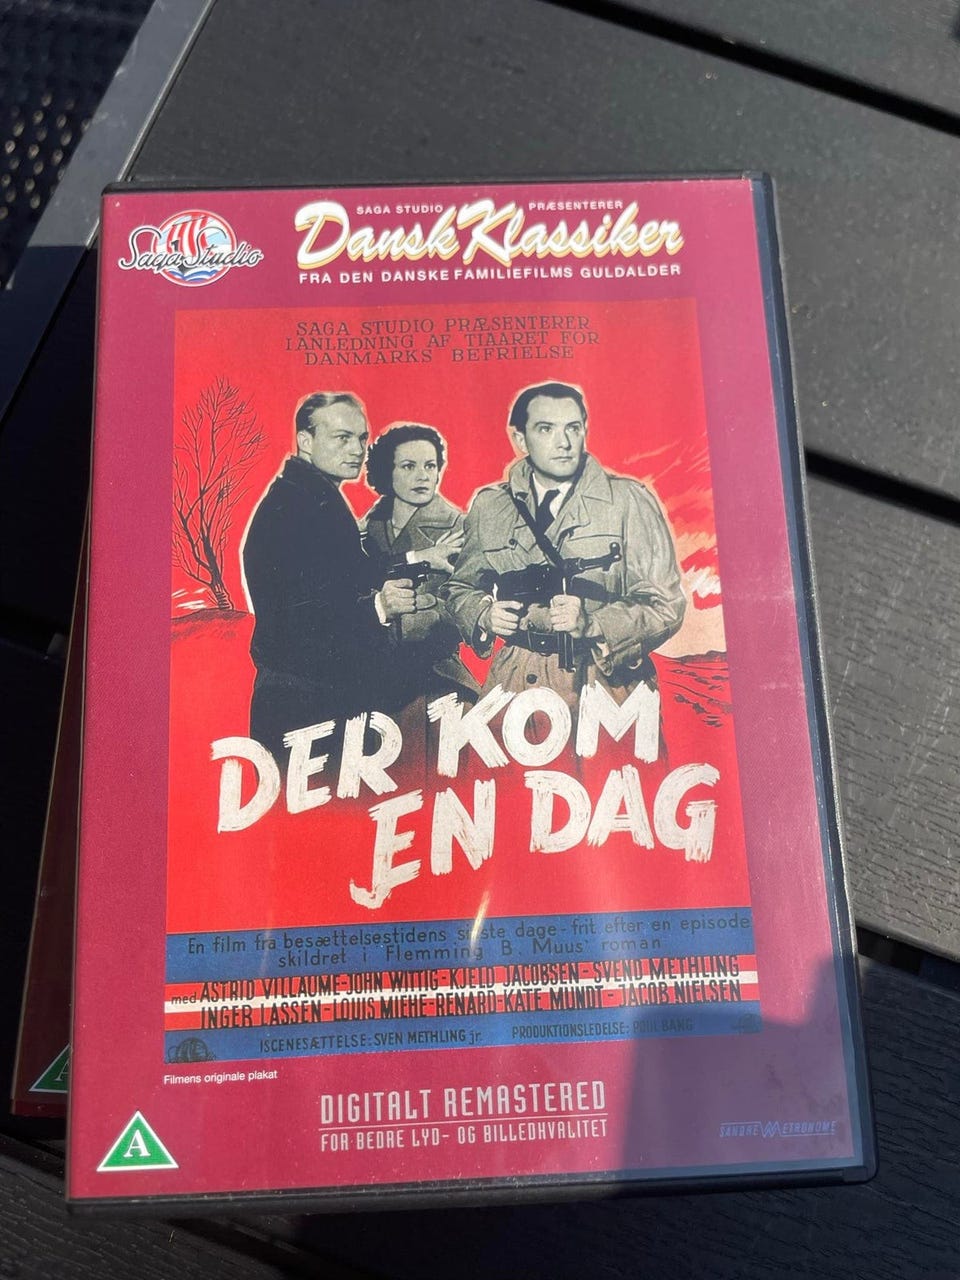 Saga Studio
SAGA STUDIO PRÆSENTERER
Dansk Klassiker
FRA DEN DANSKE FAMILIEFILMS GULDALDER
SAGA STUDIO PRÆSENTERER
I ANLEDNING AF TIAARET FOR
DANMARKS BEFRIELSE
DER KOM
EN DAG
En film fra besættelsestidens sidste dage - frit efter en episode
skildret i Flemming B. Muus' roman
med ASTRID VILLAUME - JOHN WITTIG - KJELD JACOBSEN - SVEND METHLING
INGER LASSEN - LOUIS MIEHE-RENARD - KATE MUNDT - JACOB NIELSEN
ISCENESÆTTELSE: SVEN METHLING jr. PRODUKTIONSLEDELSE: POUL BANG
Filmens originale plakat
DIGITALT REMASTERED
FOR BEDRE LYD- OG BILLEDKVALITET
A
SANDREW METRONOME